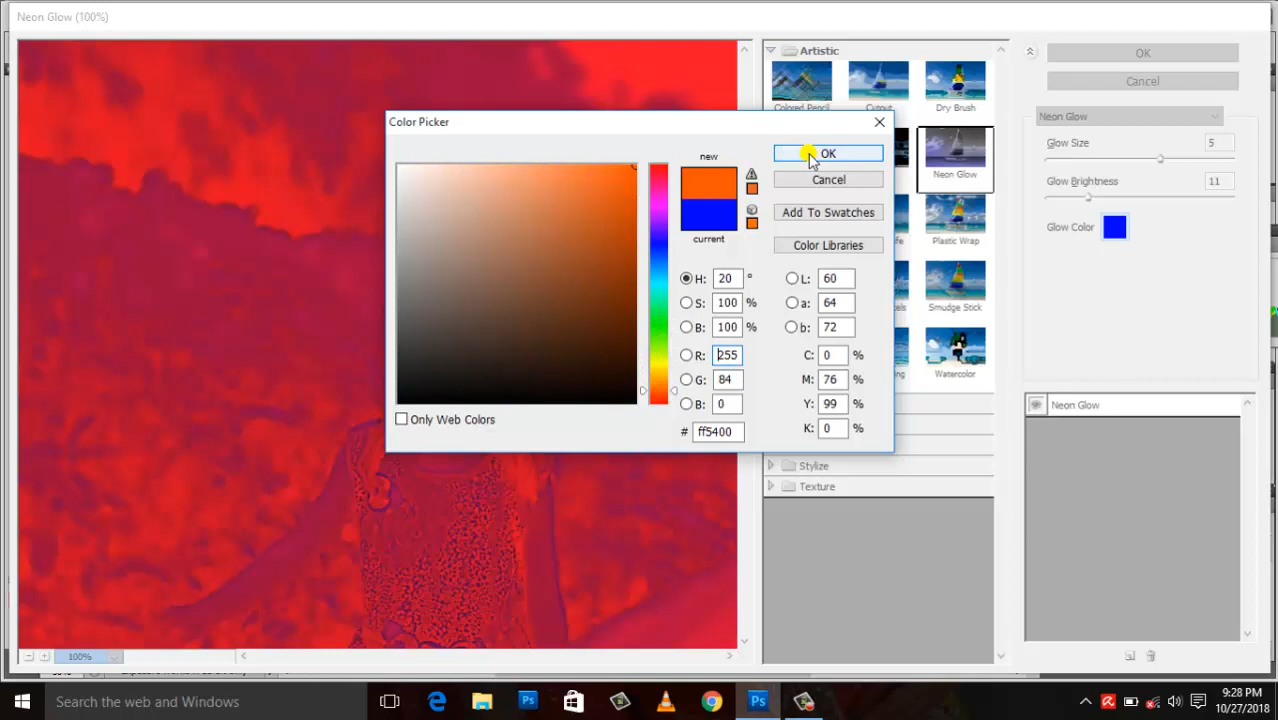 Neon Glow (100%)
Artistic
Colored Pencil
Cutout
Dry Brush
Neon Glow
Plastic Wrap
Smudge Stick
Watercolor
Stylize
Texture
OK
Cancel
Neon Glow
Glow Size
5
Glow Brightness
11
Glow Color
Neon Glow
Color Picker
new
current
OK
Cancel
Add To Swatches
Color Libraries
H: 20 °
S: 100 %
B: 100 %
R: 255
G: 84
B: 0
# ff5400
L: 60
a: 64
b: 72
C: 0 %
M: 76 %
Y: 99 %
K: 0 %
Only Web Colors
100%
Search the web and Windows
9:28 PM
10/27/2018